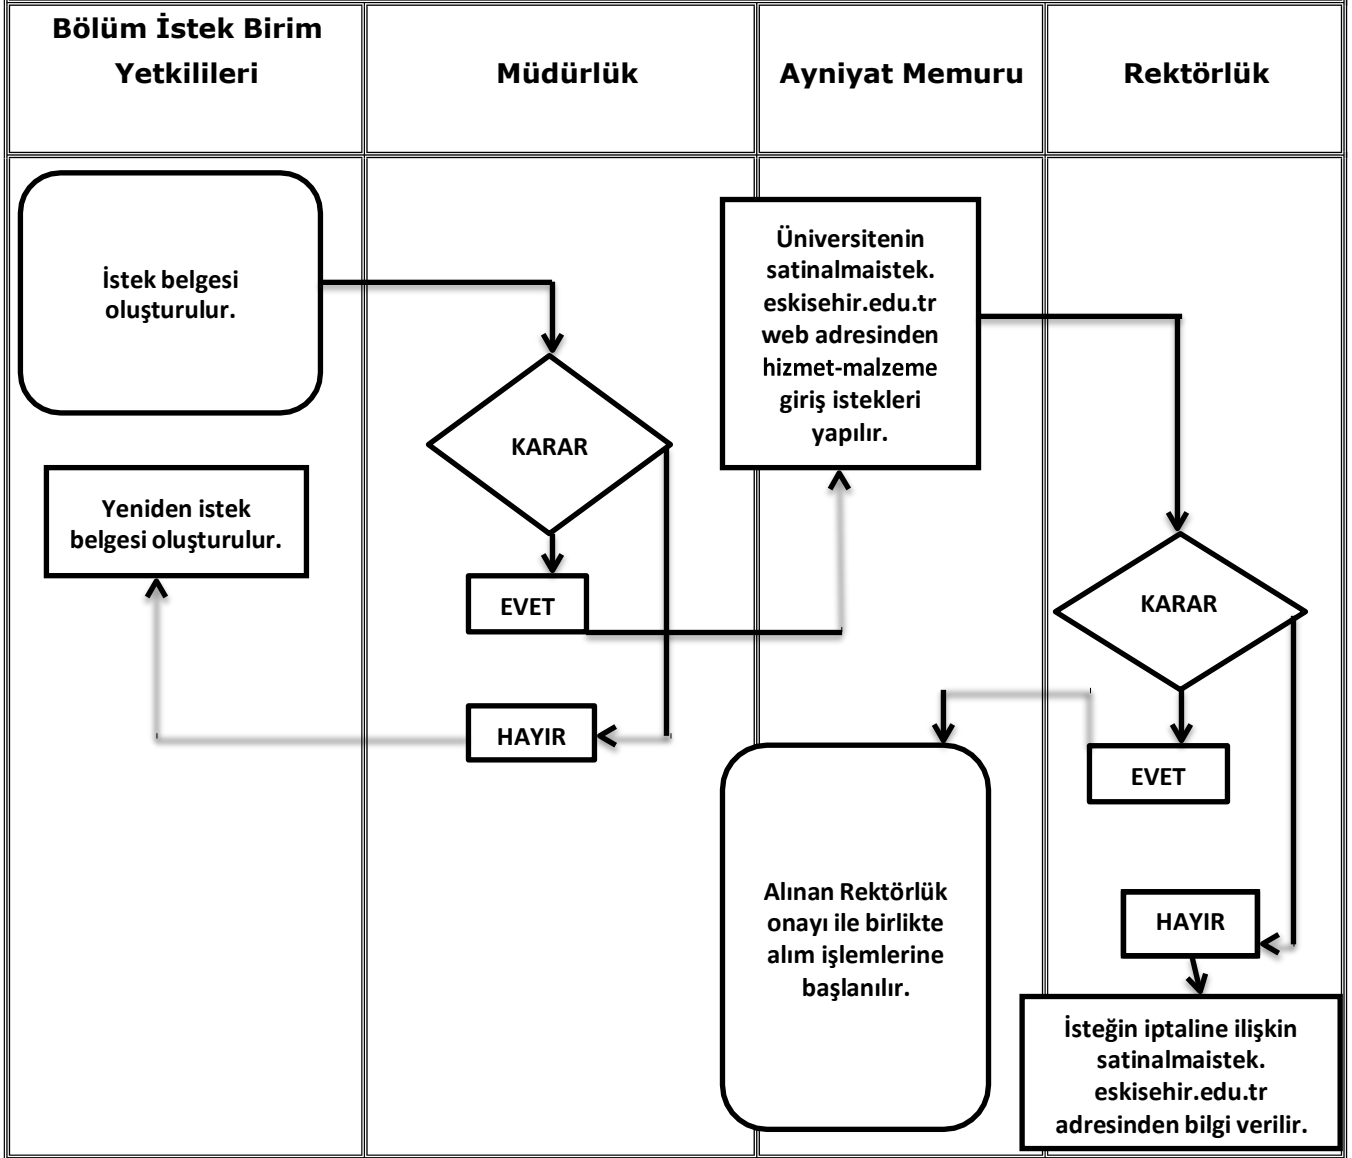 Bölüm İstek Birim
Yetkilileri
Müdürlük
Ayniyat Memuru
Rektörlük
İstek belgesi
oluşturulur.
KARAR
Üniversitenin
satinalmaistek.
eskisehir.edu.tr
web adresinden
hizmet-malzeme
giriş istekleri
yapılır.
Yeniden istek
belgesi oluşturulur.
EVET
HAYIR
KARAR
EVET
Alınan Rektörlük
onayı ile birlikte
alım işlemlerine
başlanılır.
HAYIR
İsteğin iptaline ilişkin
satinalmaistek.
eskisehir.edu.tr
adresinden bilgi verilir.